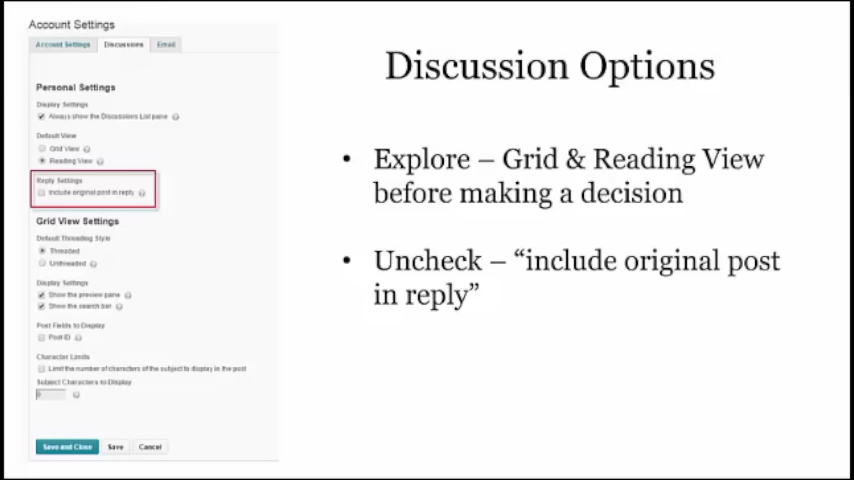 Account Settings
Account Settings Discussions Email
Personal Settings
Display Settings
Always show the Discussions List pane
Default View
Grid View
Reading View
Reply Settings
Include original post in reply
Grid View Settings
Default Threading Style
Threaded
Unthreaded
Display Settings
Show the preview pane
Show the search bar
Post Fields to Display
Post ID
Character Limits
Limit the number of characters of the subject to display in the post
Subject Characters to Display
Save and Close Save Cancel
Discussion Options
• Explore – Grid & Reading View
before making a decision
• Uncheck – “include original post
in reply”